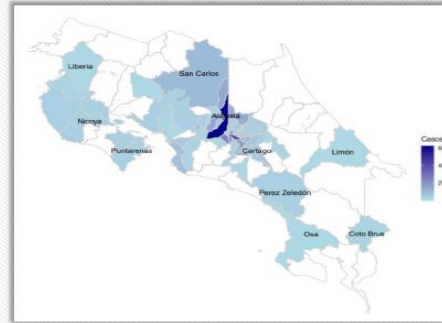 Liberia
San Carlos
Alajuela
Nicoya
Puntarenas
Cartago
Limón
Perez Zeledón
Osa
Coto Brus
Casos